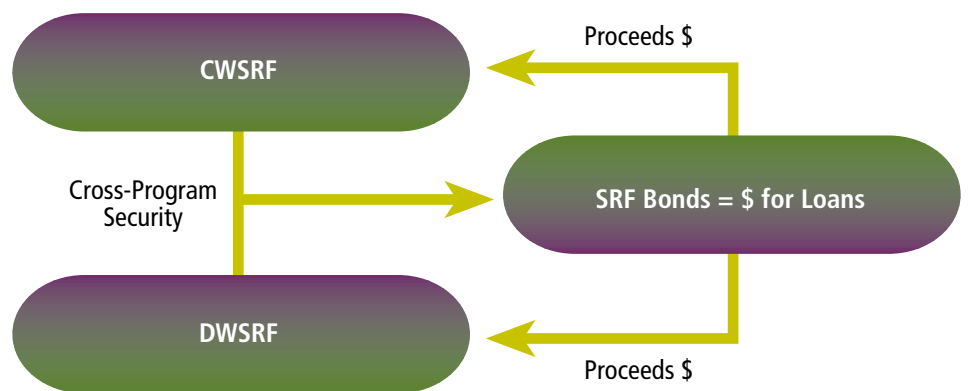 Proceeds $
CWSRF
Cross-Program
Security
SRF Bonds = $ for Loans
DWSRF
Proceeds $